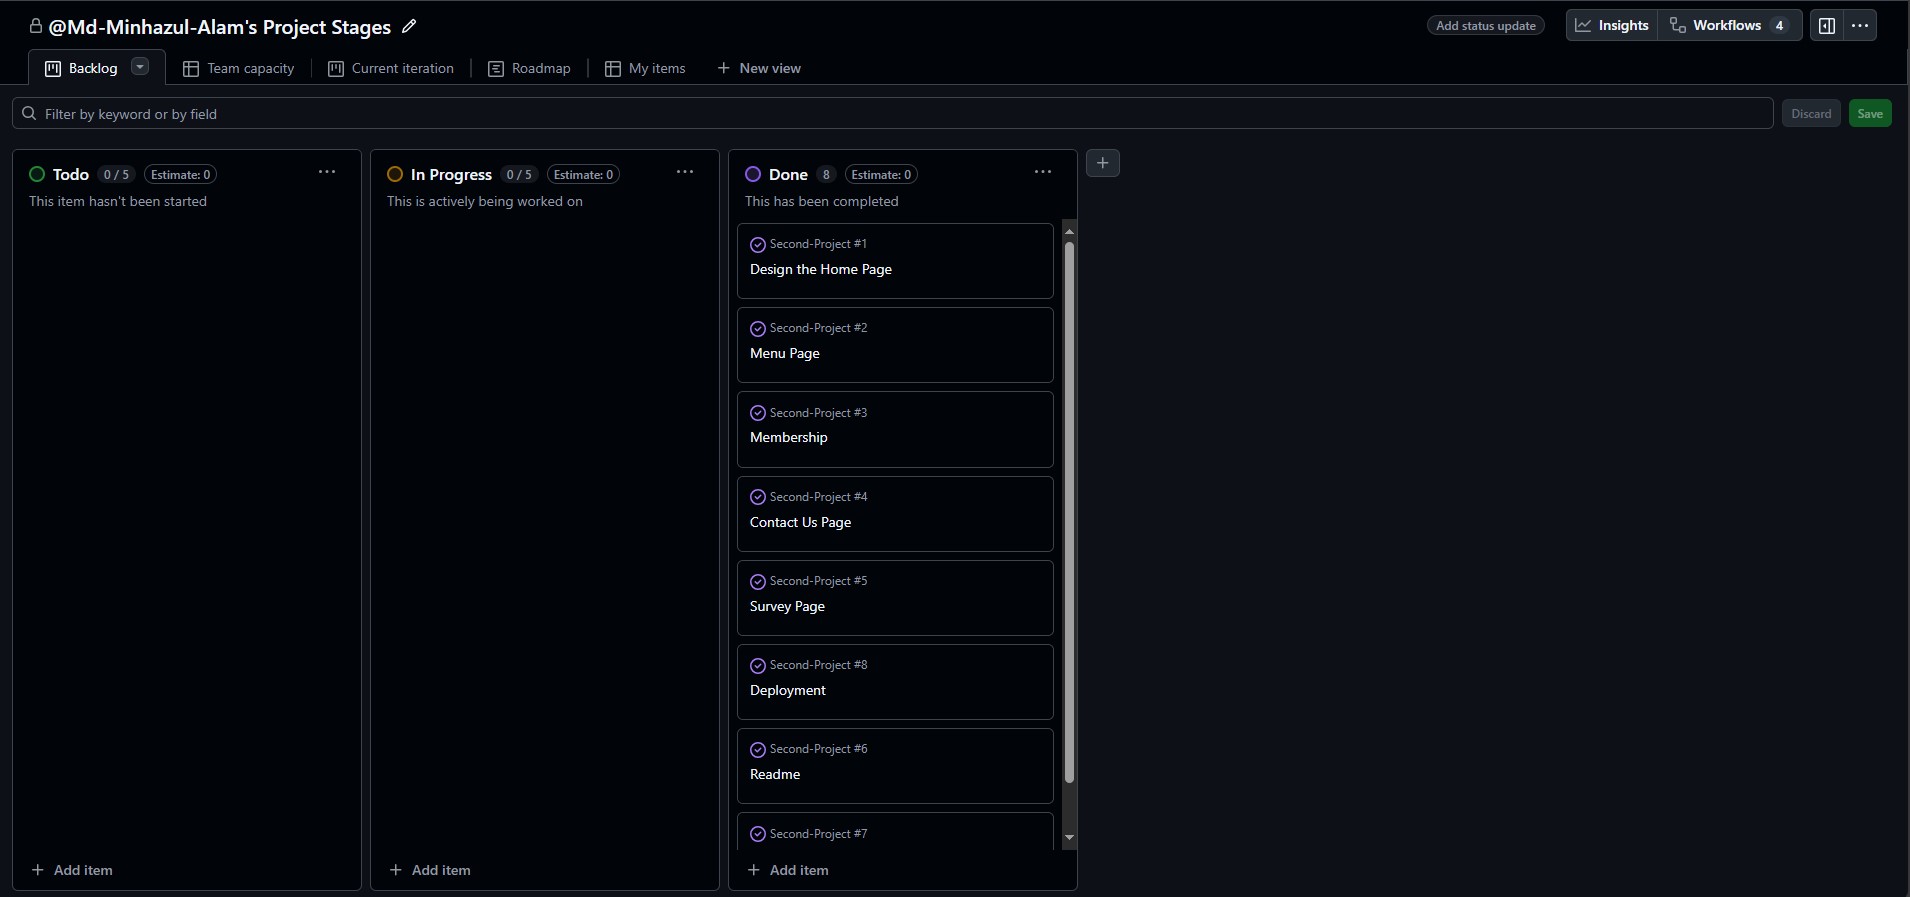 @Md-Minhazul-Alam's Project Stages
Add status update
Insights
Workflows 4
Backlog
Team capacity
Current iteration
Roadmap
My items
New view
Filter by keyword or by field
Discard
Save
Todo 0 / 5 Estimate: 0
This item hasn't been started
Add item
In Progress 0 / 5 Estimate: 0
This is actively being worked on
Add item
Done 8 Estimate: 0
This has been completed
Second-Project #1
Design the Home Page
Second-Project #2
Menu Page
Second-Project #3
Membership
Second-Project #4
Contact Us Page
Second-Project #5
Survey Page
Second-Project #8
Deployment
Second-Project #6
Readme
Second-Project #7
Add item